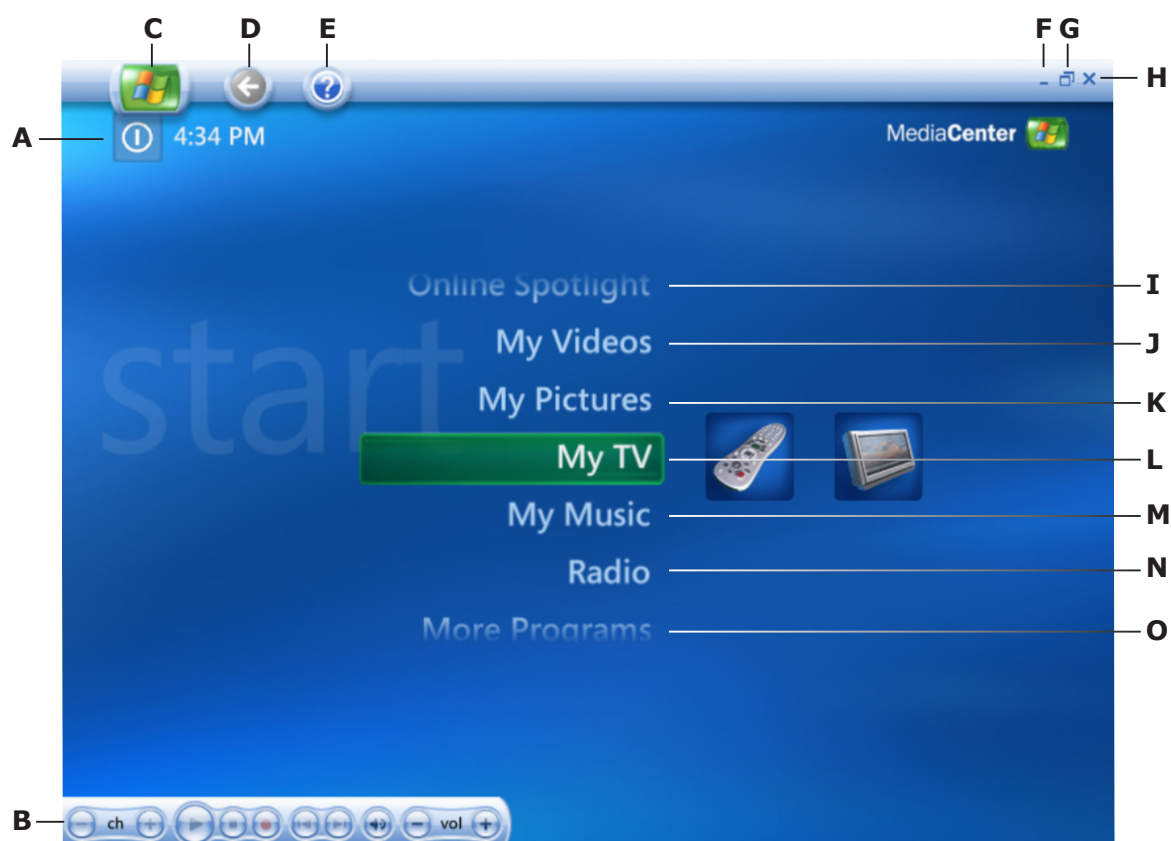 C D E F G
H
A 4:34 PM MediaCenter
Online Spotlight I
start
My Videos J
My Pictures K
My TV L
My Music M
Radio N
More Programs O
B ch vol